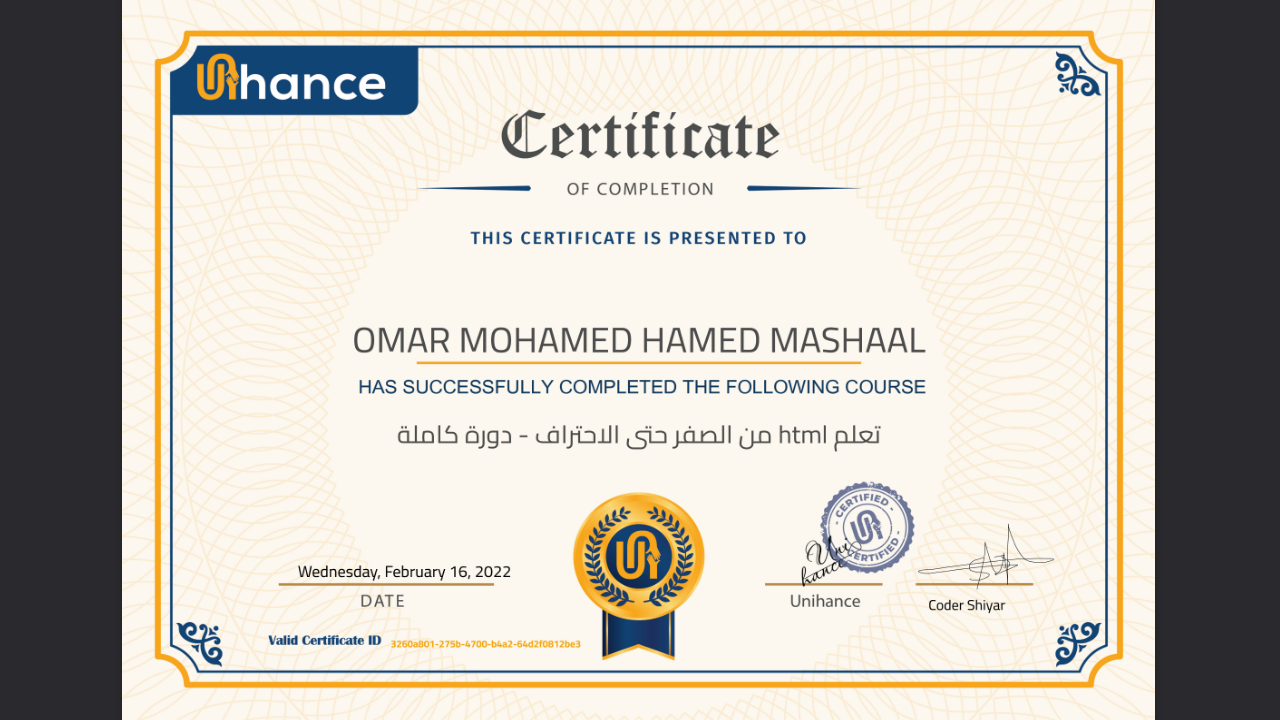 Unhance
Certificate
OF COMPLETION
THIS CERTIFICATE IS PRESENTED TO
OMAR MOHAMED HAMED MASHAAL
HAS SUCCESSFULLY COMPLETED THE FOLLOWING COURSE
تعلم html من الصفر حتى الاحتراف - دورة كاملة
- CERTIFIED -
CERTIFIED -
Uni
hance
Wednesday, February 16, 2022
DATE
Unihance
Coder Shiyar
Valid Certificate ID 3260a801-275b-4700-b4a2-64d2f0812be3